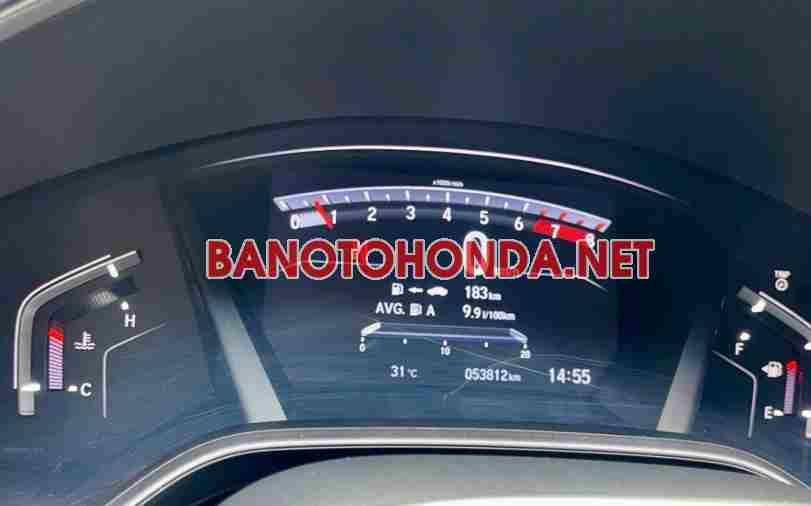 x1000r/min
0 1 2 3 4 5 6 7 8
TRIP
BANOTOHONDA.NET
0
H
183km
F
AVG. A 9.9 l/100km
0 10 20
C
31°C 053812km 14:55
E